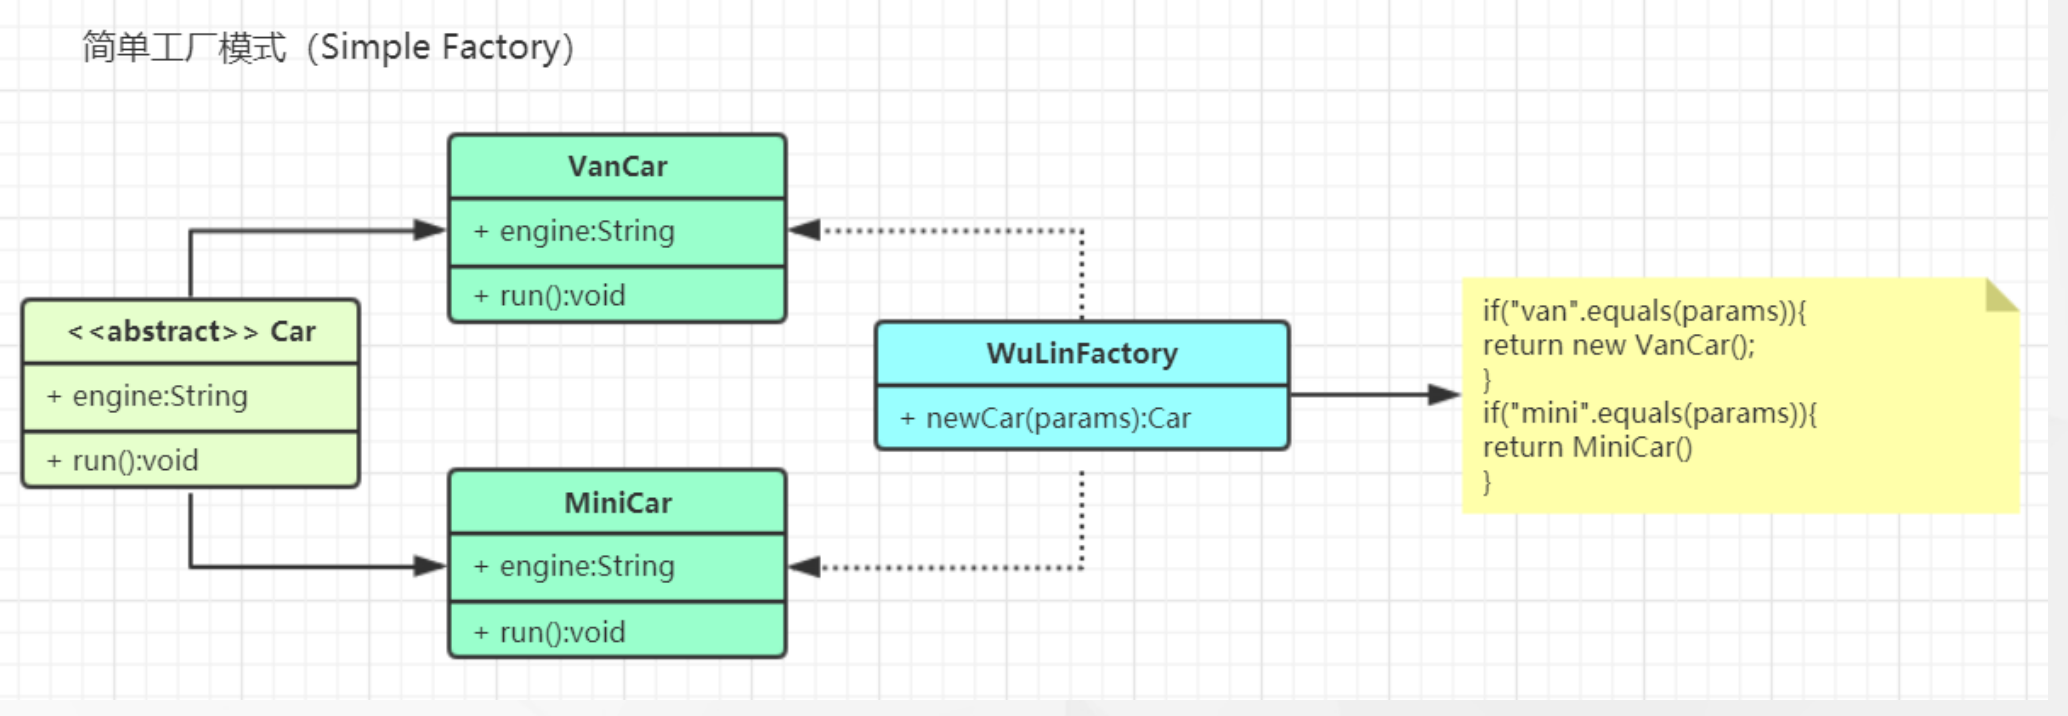 简单工厂模式（Simple Factory）
VanCar
+ engine:String
+ run():void
<<abstract>> Car
+ engine:String
+ run():void
MiniCar
+ engine:String
+ run():void
WuLinFactory
+ newCar(params):Car
if("van".equals(params)){
return new VanCar();
}
if("mini".equals(params)){
return MiniCar()
}